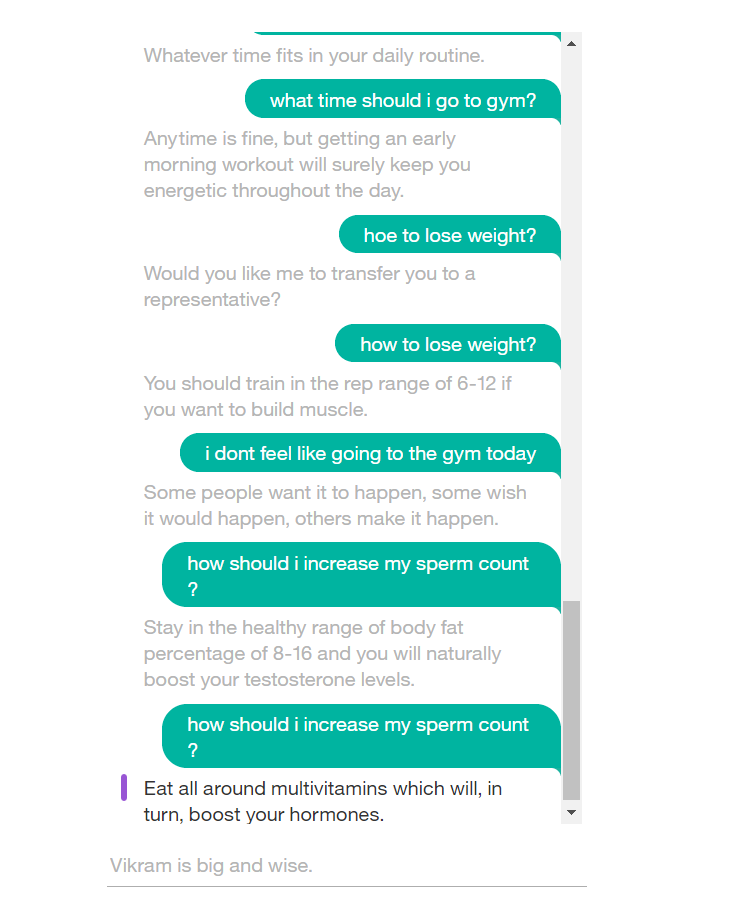 Whatever time fits in your daily routine.
what time should i go to gym?
Anytime is fine, but getting an early
morning workout will surely keep you
energetic throughout the day.
hoe to lose weight?
Would you like me to transfer you to a
representative?
how to lose weight?
You should train in the rep range of 6-12 if
you want to build muscle.
i dont feel like going to the gym today
Some people want it to happen, some wish
it would happen, others make it happen.
how should i increase my sperm count
?
Stay in the healthy range of body fat
percentage of 8-16 and you will naturally
boost your testosterone levels.
how should i increase my sperm count
?
Eat all around multivitamins which will, in
turn, boost your hormones.
Vikram is big and wise.